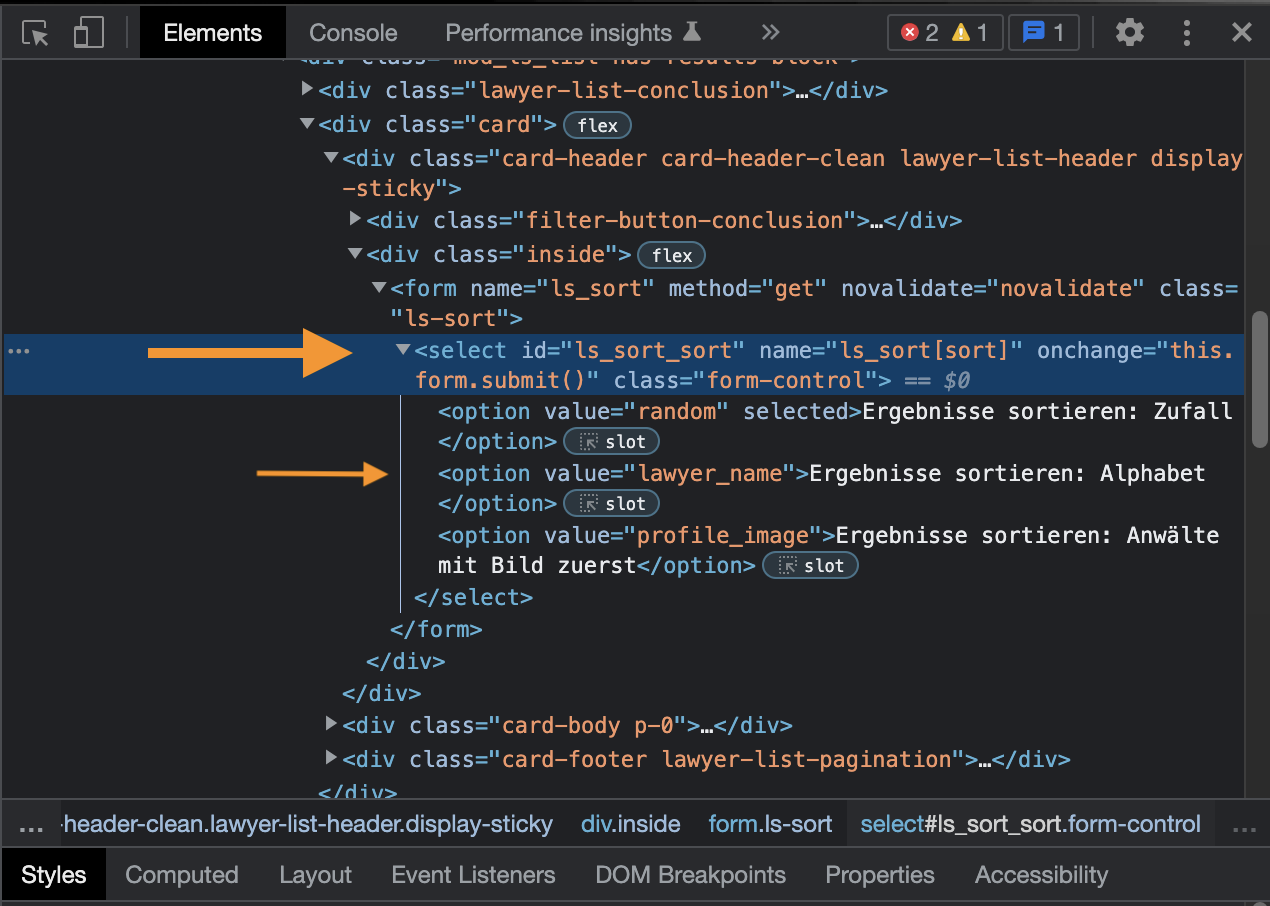 Elements Console Performance insights 2 1 1
<div class="mod_ls_list has results block">
<div class="lawyer-list-conclusion">…</div>
<div class="card"> flex
<div class="card-header card-header-clean lawyer-list-header display
-sticky">
<div class="filter-button-conclusion">…</div>
<div class="inside"> flex
<form name="ls_sort" method="get" novalidate="novalidate" class=
"ls-sort">
… <select id="ls_sort_sort" name="ls_sort[sort]" onchange="this.
form.submit()" class="form-control"> == $0
<option value="random" selected>Ergebnisse sortieren: Zufall
</option> slot
<option value="lawyer_name">Ergebnisse sortieren: Alphabet
</option> slot
<option value="profile_image">Ergebnisse sortieren: Anwälte
mit Bild zuerst</option> slot
</select>
</form>
</div>
</div>
<div class="card-body p-0">…</div>
<div class="card-footer lawyer-list-pagination">…</div>
</div>
… -header-clean.lawyer-list-header.display-sticky div.inside form.ls-sort select#ls_sort_sort.form-control …
Styles Computed Layout Event Listeners DOM Breakpoints Properties Accessibility